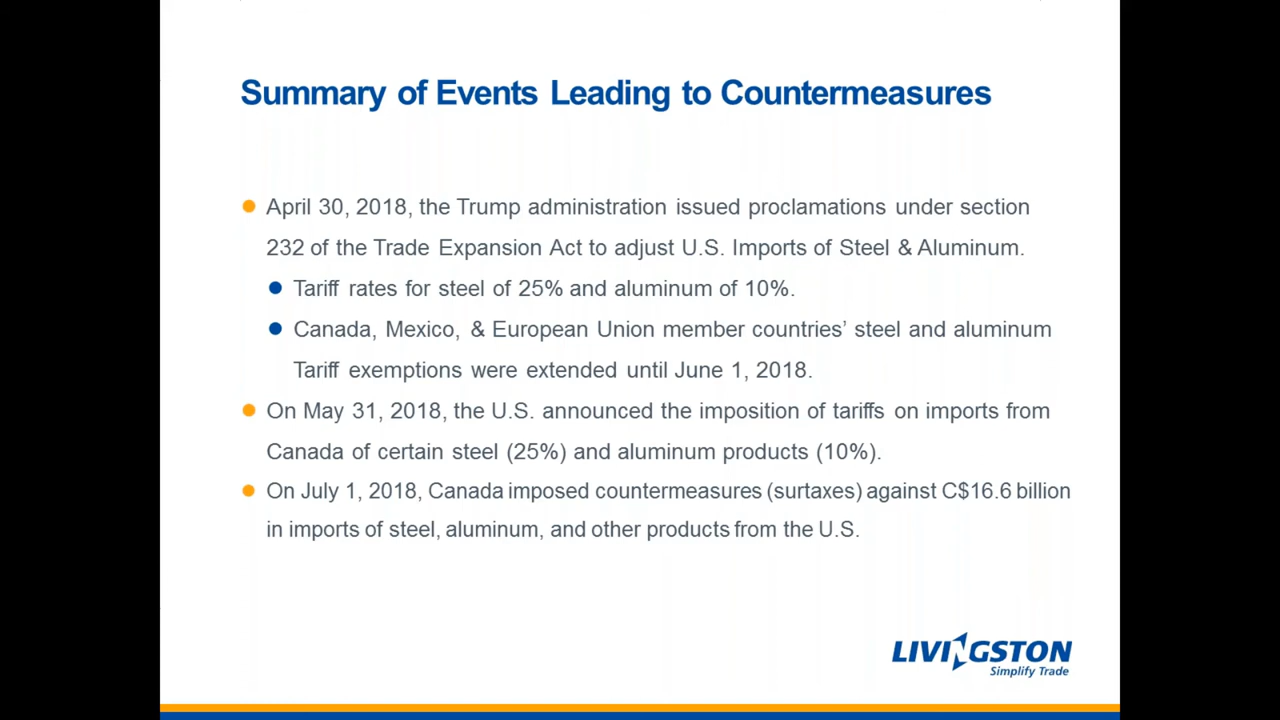 Summary of Events Leading to Countermeasures
April 30, 2018, the Trump administration issued proclamations under section
232 of the Trade Expansion Act to adjust U.S. Imports of Steel & Aluminum.
Tariff rates for steel of 25% and aluminum of 10%.
Canada, Mexico, & European Union member countries’ steel and aluminum
Tariff exemptions were extended until June 1, 2018.
On May 31, 2018, the U.S. announced the imposition of tariffs on imports from
Canada of certain steel (25%) and aluminum products (10%).
On July 1, 2018, Canada imposed countermeasures (surtaxes) against C$16.6 billion
in imports of steel, aluminum, and other products from the U.S.
LIVINGSTON
Simplify Trade